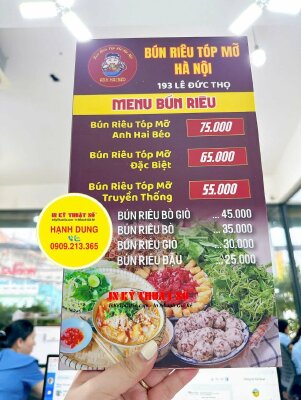 BÚN RIÊU TÓP MỠ
HÀ NỘI
193 LÊ ĐỨC THỌ
MENU BÚN RIÊU
Bún Riêu Tóp Mỡ
Anh Hai Béo
75.000
Bún Riêu Tóp Mỡ
Đặc Biệt
65.000
Bún Riêu Tóp Mỡ
Truyền Thống
55.000
BÚN RIÊU BÒ GIÒ ... 45.000
BÚN RIÊU BÒ ... 35.000
BÚN RIÊU GIÒ ... 30.000
BÚN RIÊU ĐẬU ... 25.000
IN KỸ THUẬT SỐ
HẠNH DUNG
0909.213.365
IN KỸ THUẬT SỐ